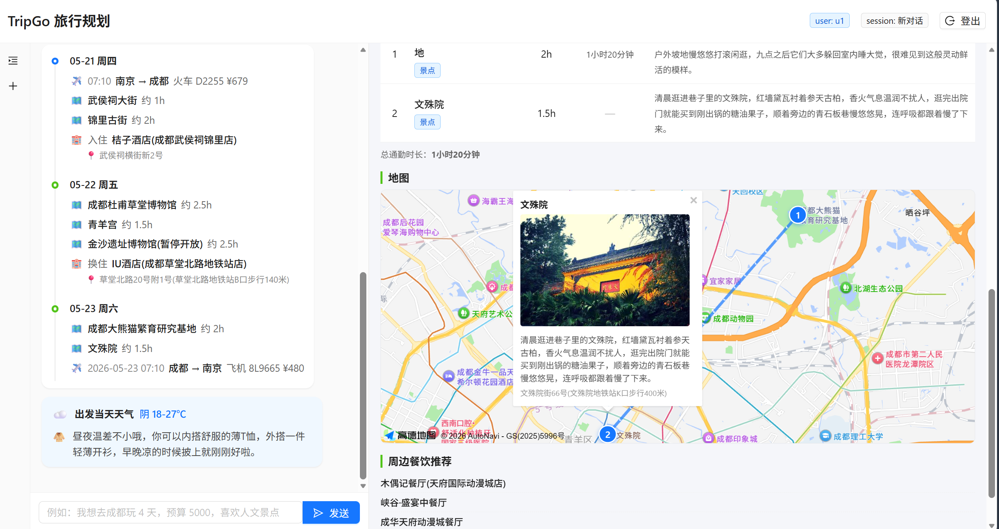 TripGo 旅行规划
user: u1
session: 新对话
登出
05-21 周四
07:10 南京 → 成都 火车 D2255 ¥679
武侯祠大街 约 1h
锦里古街 约 2h
入住 桔子酒店(成都武侯祠锦里店)
武侯祠横街新2号
05-22 周五
成都杜甫草堂博物馆 约 2.5h
青羊宫 约 1.5h
金沙遗址博物馆(暂停开放) 约 2.5h
换住 IU酒店(成都草堂北路地铁站店)
草堂北路20号附1号(草堂北路地铁站B口步行140米)
05-23 周六
成都大熊猫繁育研究基地 约 2h
文殊院 约 1.5h
2026-05-23 07:10 成都 → 南京 飞机 8L9665 ¥480
出发当天天气 阴 18-27°C
昼夜温差不小哦，你可以内搭舒服的薄T恤，外搭一件
轻薄开衫，早晚凉的时候披上就刚刚好啦。
例如：我想去成都玩 4 天，预算 5000，喜欢人文景点
发送
1
地
景点
2h
1小时20分钟
户外坡地慢悠悠打滚闲逛，九点之后它们大多躲回室内睡大觉，很难见到这般灵动鲜
活的模样。
2
文殊院
景点
1.5h
—
清晨逛进巷子里的文殊院，红墙黛瓦衬着参天古柏，香火气息温润不扰人，逛完出院
门就能买到刚出锅的糖油果子，顺着旁边的青石板巷慢悠悠晃，连呼吸都跟着慢了下
来。
总通勤时长：1小时20分钟
地图
海霸王海
成都后花园
爱琴海购物中心
成都
际
天府艺术公
成都金牛一品天
希尔顿花园酒店
西南口腔·
舒适化种植牙
国家三级医院
高德地图
© 2026 AutoNavi - GS(2025)5996号
青羊区
5号线
文殊院
文殊院
清晨逛进巷子里的文殊院，红墙黛瓦衬着参天
古柏，香火气息温润不扰人，逛完出院门就能
买到刚出锅的糖油果子，顺着旁边的青石板巷
慢悠悠晃，连呼吸都跟着慢了下来。
文殊院街66号(文殊院地铁站K口步行400米)
2
文殊院
天回校区
1
都大熊猫
育研究基地
晒谷坪
宜家家居
北湖生态公园
成都动物园
成都市第二人民
医院龙潭院区
成都印象城
成都理工大学
周边餐饮推荐
木偶记餐厅(天府国际动漫城店)
峡谷·盛宴中餐厅
成华天府动漫城餐厅